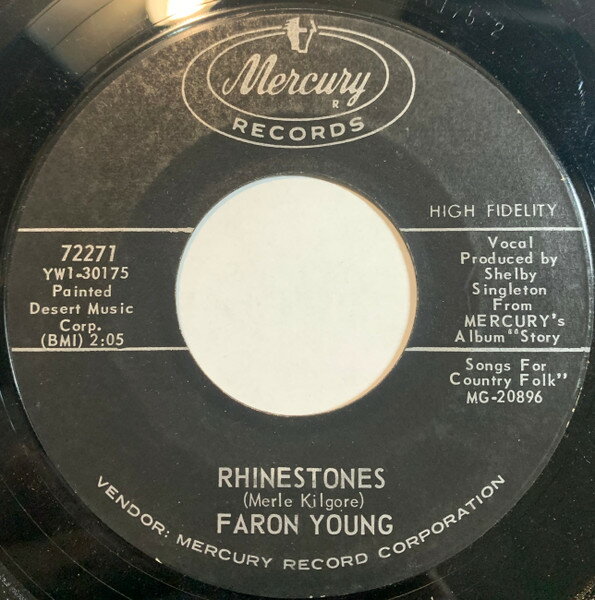 Mercury
R
RECORDS
HIGH FIDELITY
72271
YW1-30175
Painted
Desert Music
Corp.
(BMI) 2:05
Vocal
Produced by
Shelby
Singleton
From
MERCURY's
Album "Story
Songs For
Country Folk"
MG-20896
RHINESTONES
(Merle Kilgore)
FARON YOUNG
VENDOR: MERCURY RECORD CORPORATION